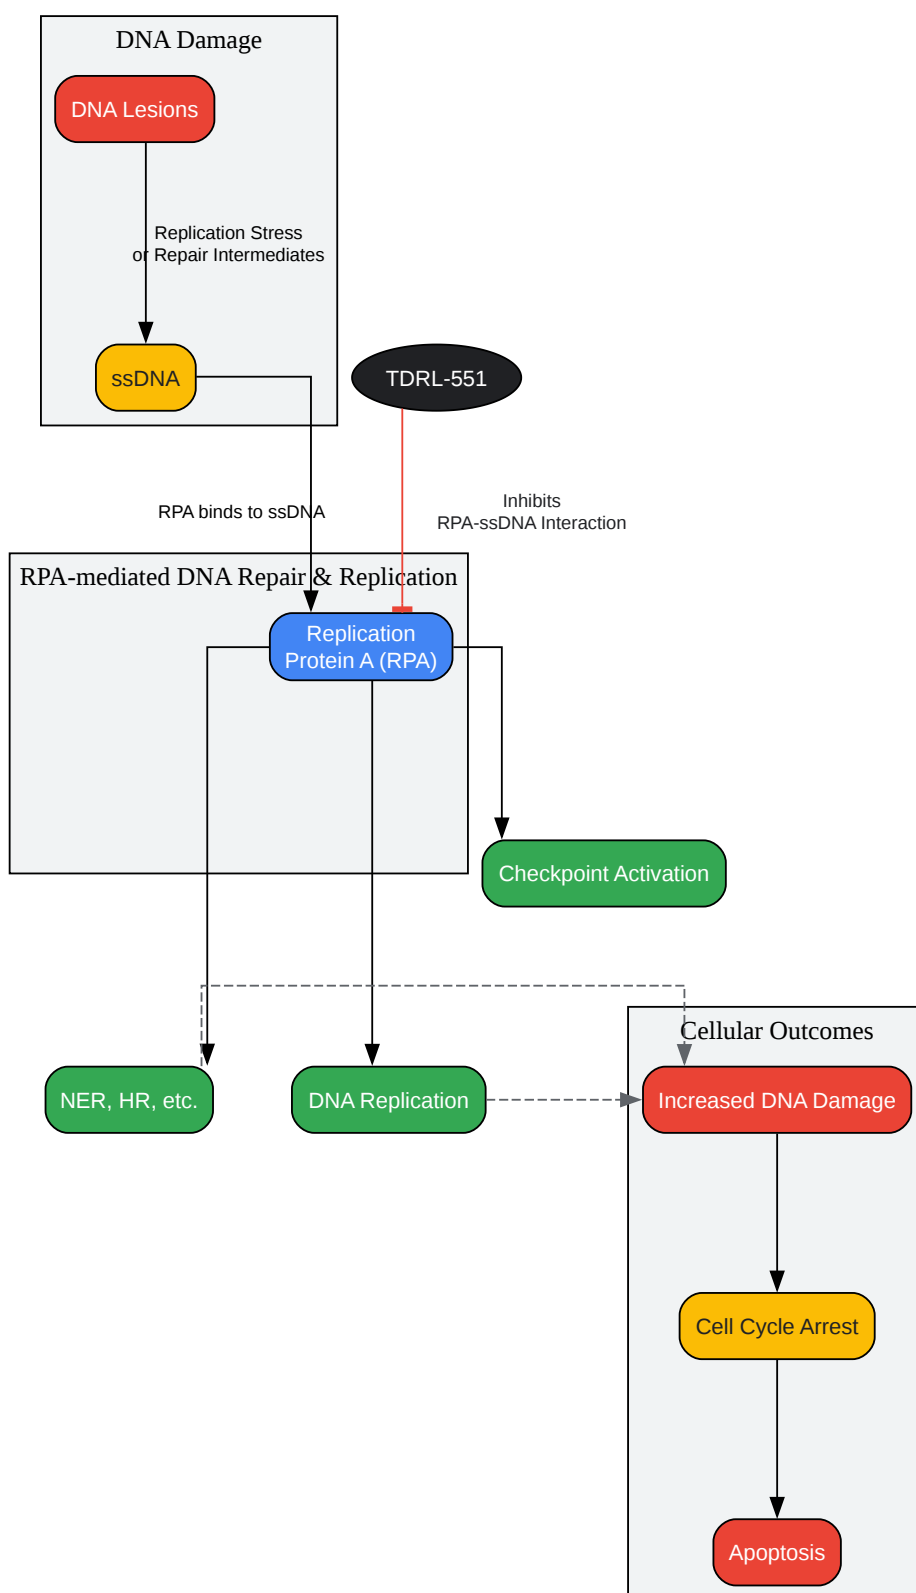 DNA Damage
DNA Lesions
Replication Stress
or Repair Intermediates
ssDNA
TDRL-551
RPA binds to ssDNA
Inhibits
RPA-ssDNA Interaction
RPA-mediated DNA Repair & Replication
Replication
Protein A (RPA)
Checkpoint Activation
Cellular Outcomes
NER, HR, etc.
DNA Replication
Increased DNA Damage
Cell Cycle Arrest
Apoptosis